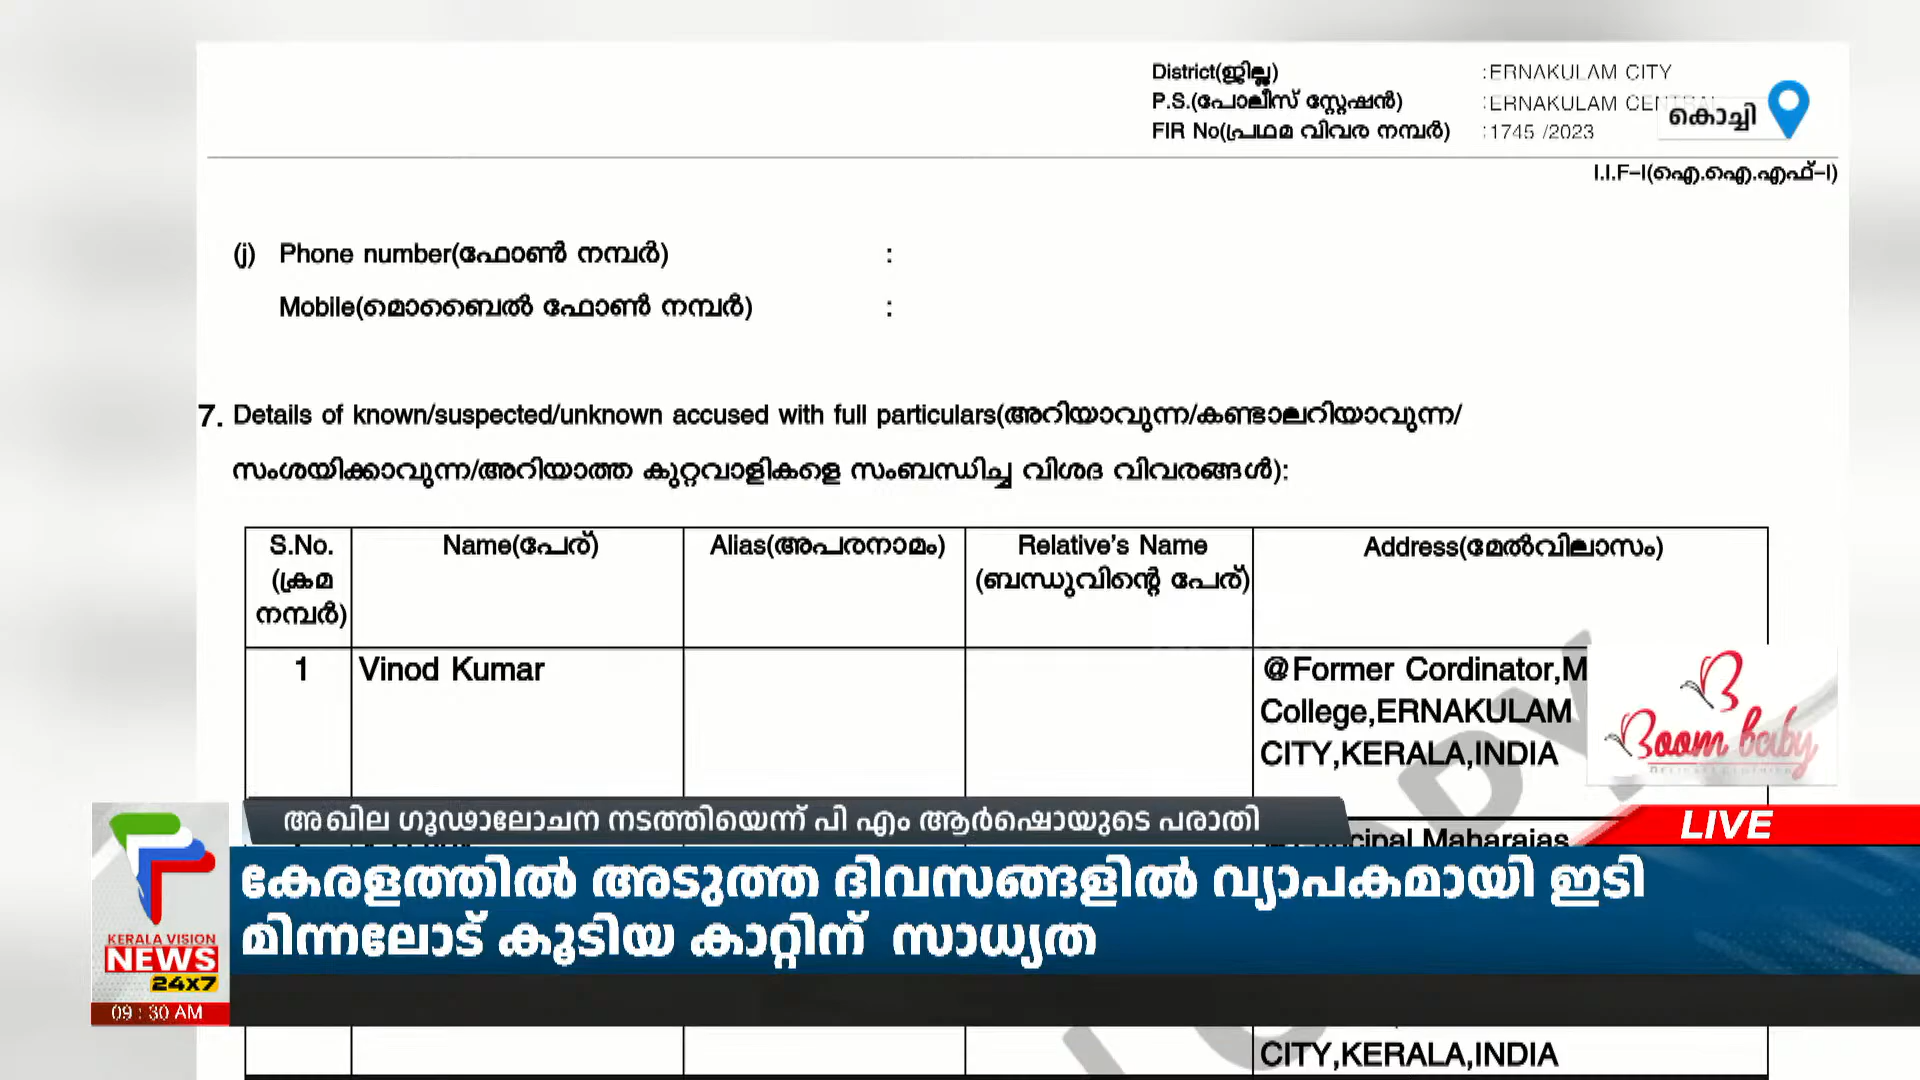 District(ജില്ല) :ERNAKULAM CITY
P.S.(പോലീസ് സ്റ്റേഷൻ) :ERNAKULAM CENTRAL
FIR No(പ്രഥമ വിവര നമ്പർ) :1745 /2023
കൊച്ചി
I.I.F-I(ഐ.ഐ.എഫ്-I)
(j) Phone number(ഫോൺ നമ്പർ) :
Mobile(മൊബൈൽ ഫോൺ നമ്പർ) :
7. Details of known/suspected/unknown accused with full particulars(അറിയാവുന്ന/കണ്ടാലറിയാവുന്ന/
സംശയിക്കാവുന്ന/അറിയാത്ത കുറ്റവാളികളെ സംബന്ധിച്ച വിശദ വിവരങ്ങൾ):
S.No. Name(പേര്) Alias(അപരനാമം) Relative's Name Address(മേൽവിലാസം)
(ക്രമ (ബന്ധുവിന്റെ പേര്)
നമ്പർ)
1 Vinod Kumar @Former Cordinator,M
College,ERNAKULAM
CITY,KERALA,INDIA
Boom baby
അഖില ഗൂഢാലോചന നടത്തിയെന്ന് പി എം ആർഷൊയുടെ പരാതി
LIVE
Maharajas
കേരളത്തിൽ അടുത്ത ദിവസങ്ങളിൽ വ്യാപകമായി ഇടി
മിന്നലോട് കൂടിയ കാറ്റിന് സാധ്യത
KERALA VISION
NEWS
24x7
09 : 30 AM
CITY,KERALA,INDIA